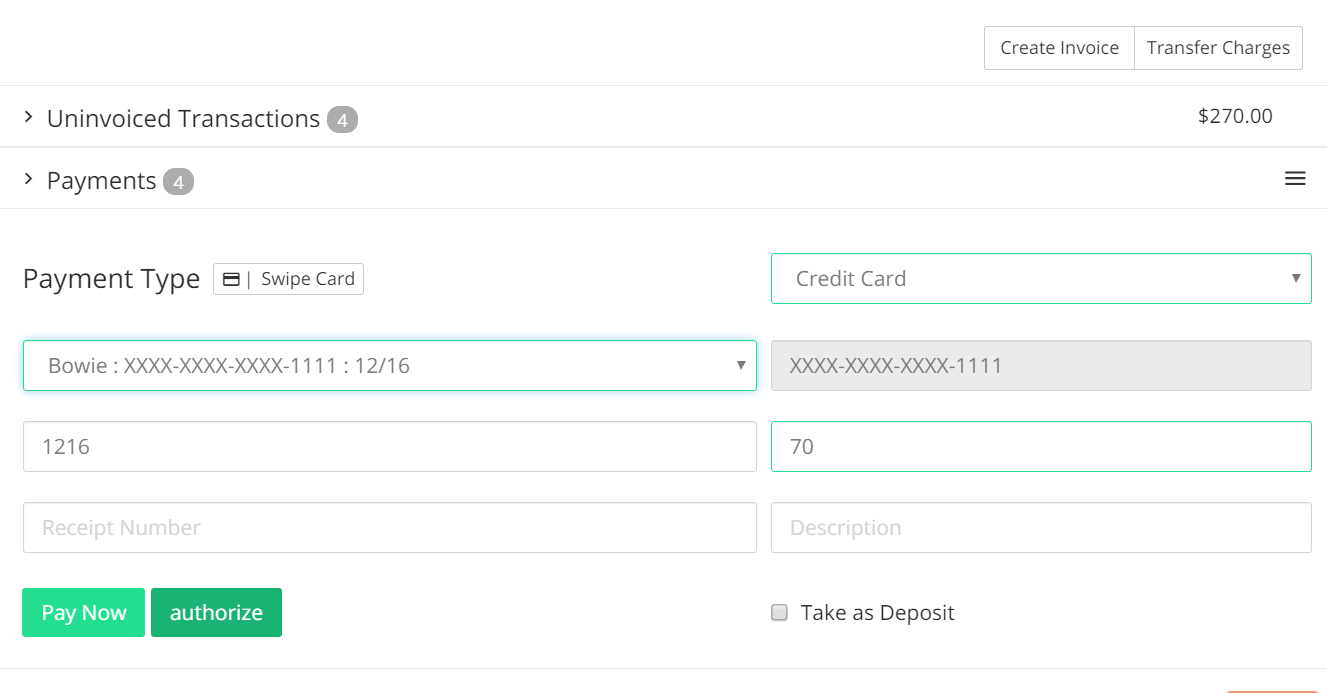 Create Invoice Transfer Charges
Uninvoiced Transactions 4 $270.00
Payments 4
Payment Type | Swipe Card Credit Card
Bowie : XXXX-XXXX-XXXX-1111 : 12/16 XXXX-XXXX-XXXX-1111
1216 70
Receipt Number Description
Pay Now authorize Take as Deposit